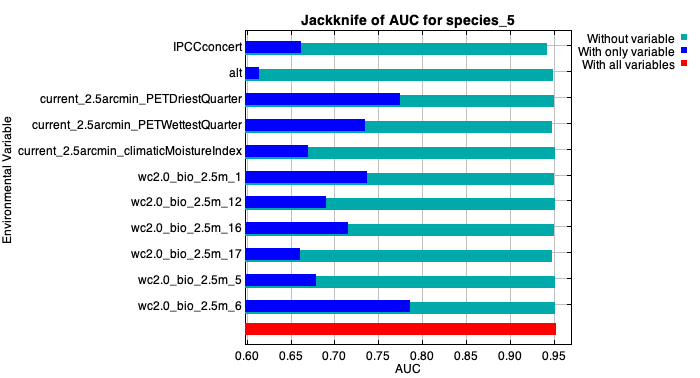 Jackknife of AUC for species_5
Without variable
With only variable
With all variables
Environmental Variable
IPCCconcert
alt
current_2.5arcmin_PETDriestQuarter
current_2.5arcmin_PETWettestQuarter
current_2.5arcmin_climaticMoistureIndex
wc2.0_bio_2.5m_1
wc2.0_bio_2.5m_12
wc2.0_bio_2.5m_16
wc2.0_bio_2.5m_17
wc2.0_bio_2.5m_5
wc2.0_bio_2.5m_6
0.60 0.65 0.70 0.75 0.80 0.85 0.90 0.95
AUC